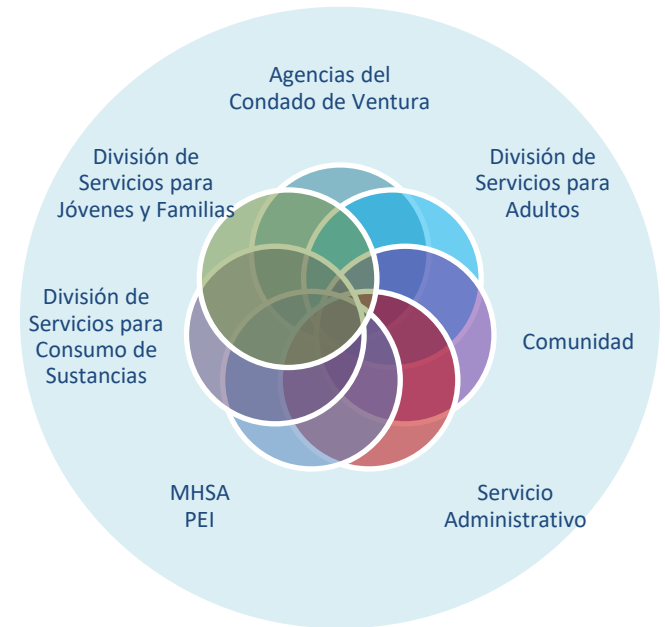 Agencias del
Condado de Ventura
División de
Servicios para
Jóvenes y Familias
División de
Servicios para
Adultos
División de
Servicios para
Consumo de
Sustancias
Comunidad
MHSA
PEI
Servicio
Administrativo